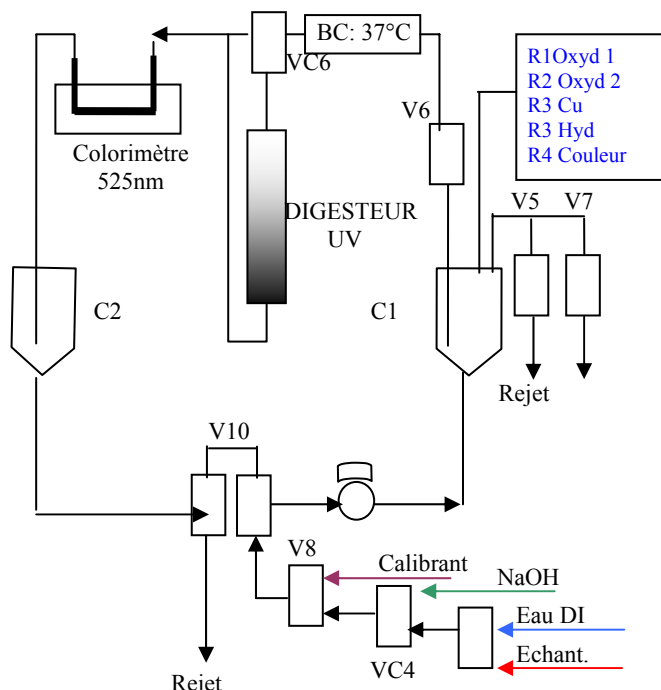 BC: 37°C
VC6
R1Oxyd 1
R2 Oxyd 2
R3 Cu
R3 Hyd
R4 Couleur
V6
Colorimètre
525nm
DIGESTEUR
UV
V5
V7
C2
C1
Rejet
V10
V8
Calibrant
NaOH
Eau DI
VC4
Echant.
Rejet